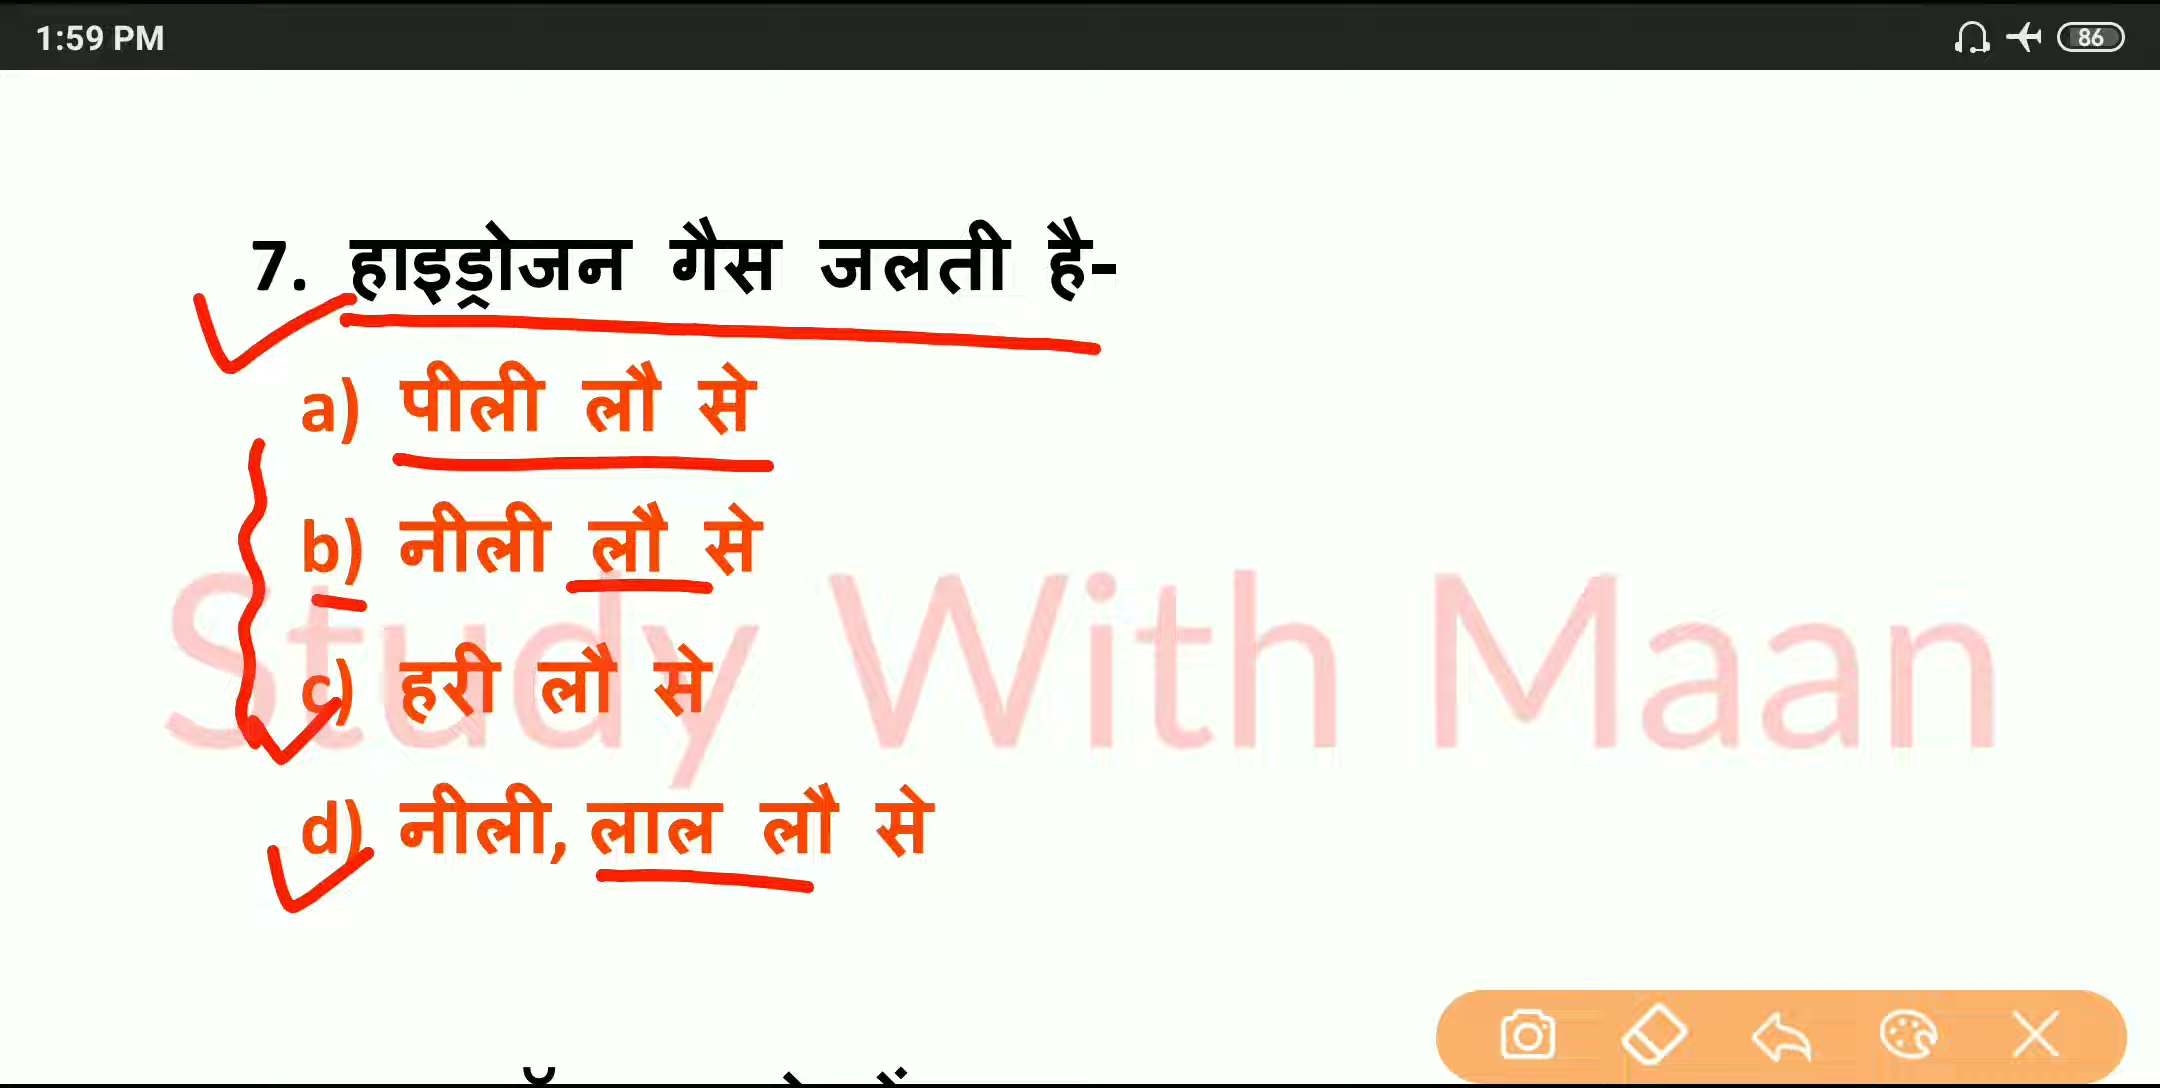 1:59 PM
86
7. हाइड्रोजन गैस जलती है-
a) पीली लौ से
b) नीली लौ से
Study With Maan
c) हरी लौ से
d) नीली, लाल लौ से